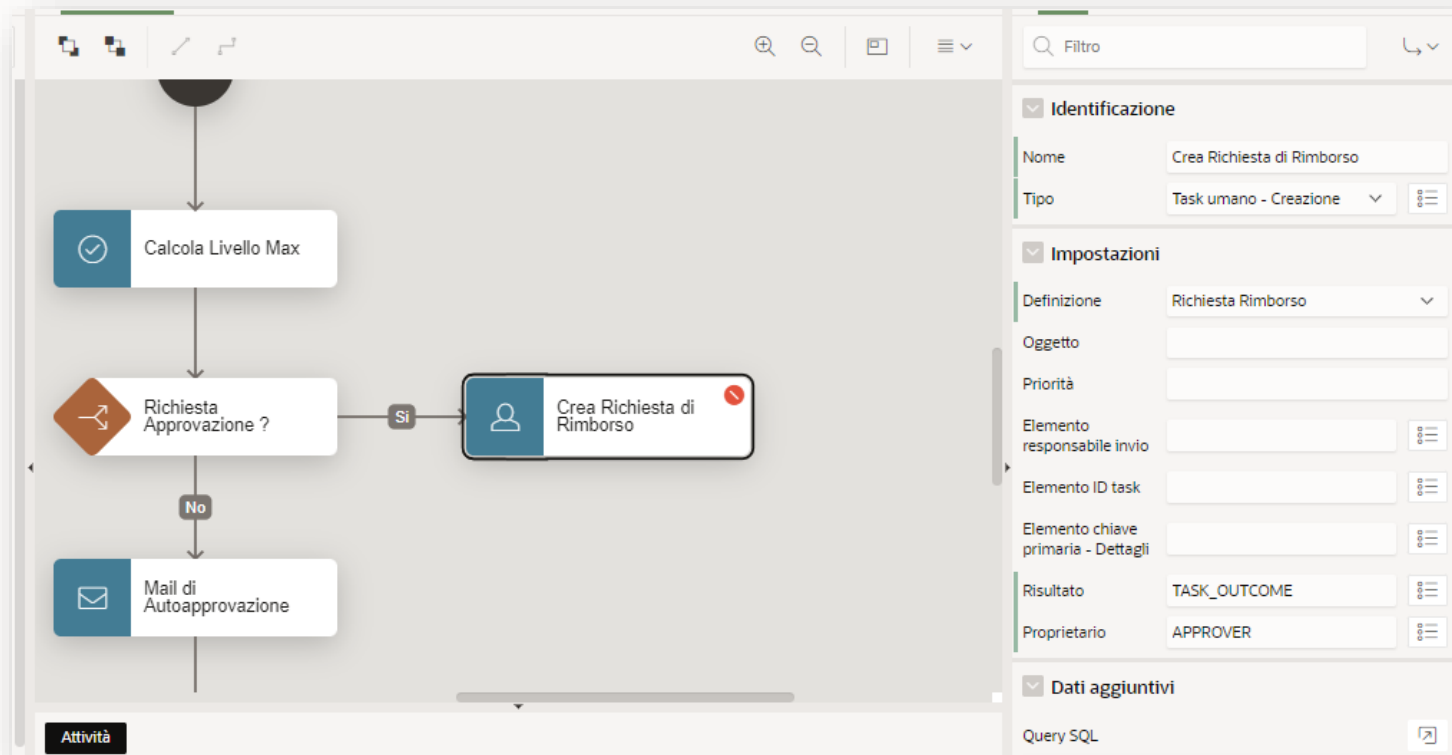 Calcola Livello Max
Richiesta
Approvazione ?
Si
Crea Richiesta di
Rimborso
No
Mail di
Autoapprovazione
Attività
Filtro
Identificazione
Nome
Crea Richiesta di Rimborso
Tipo
Task umano - Creazione
Impostazioni
Definizione
Richiesta Rimborso
Oggetto
Priorità
Elemento
responsabile invio
Elemento ID task
Elemento chiave
primaria - Dettagli
Risultato
TASK_OUTCOME
Proprietario
APPROVER
Dati aggiuntivi
Query SQL